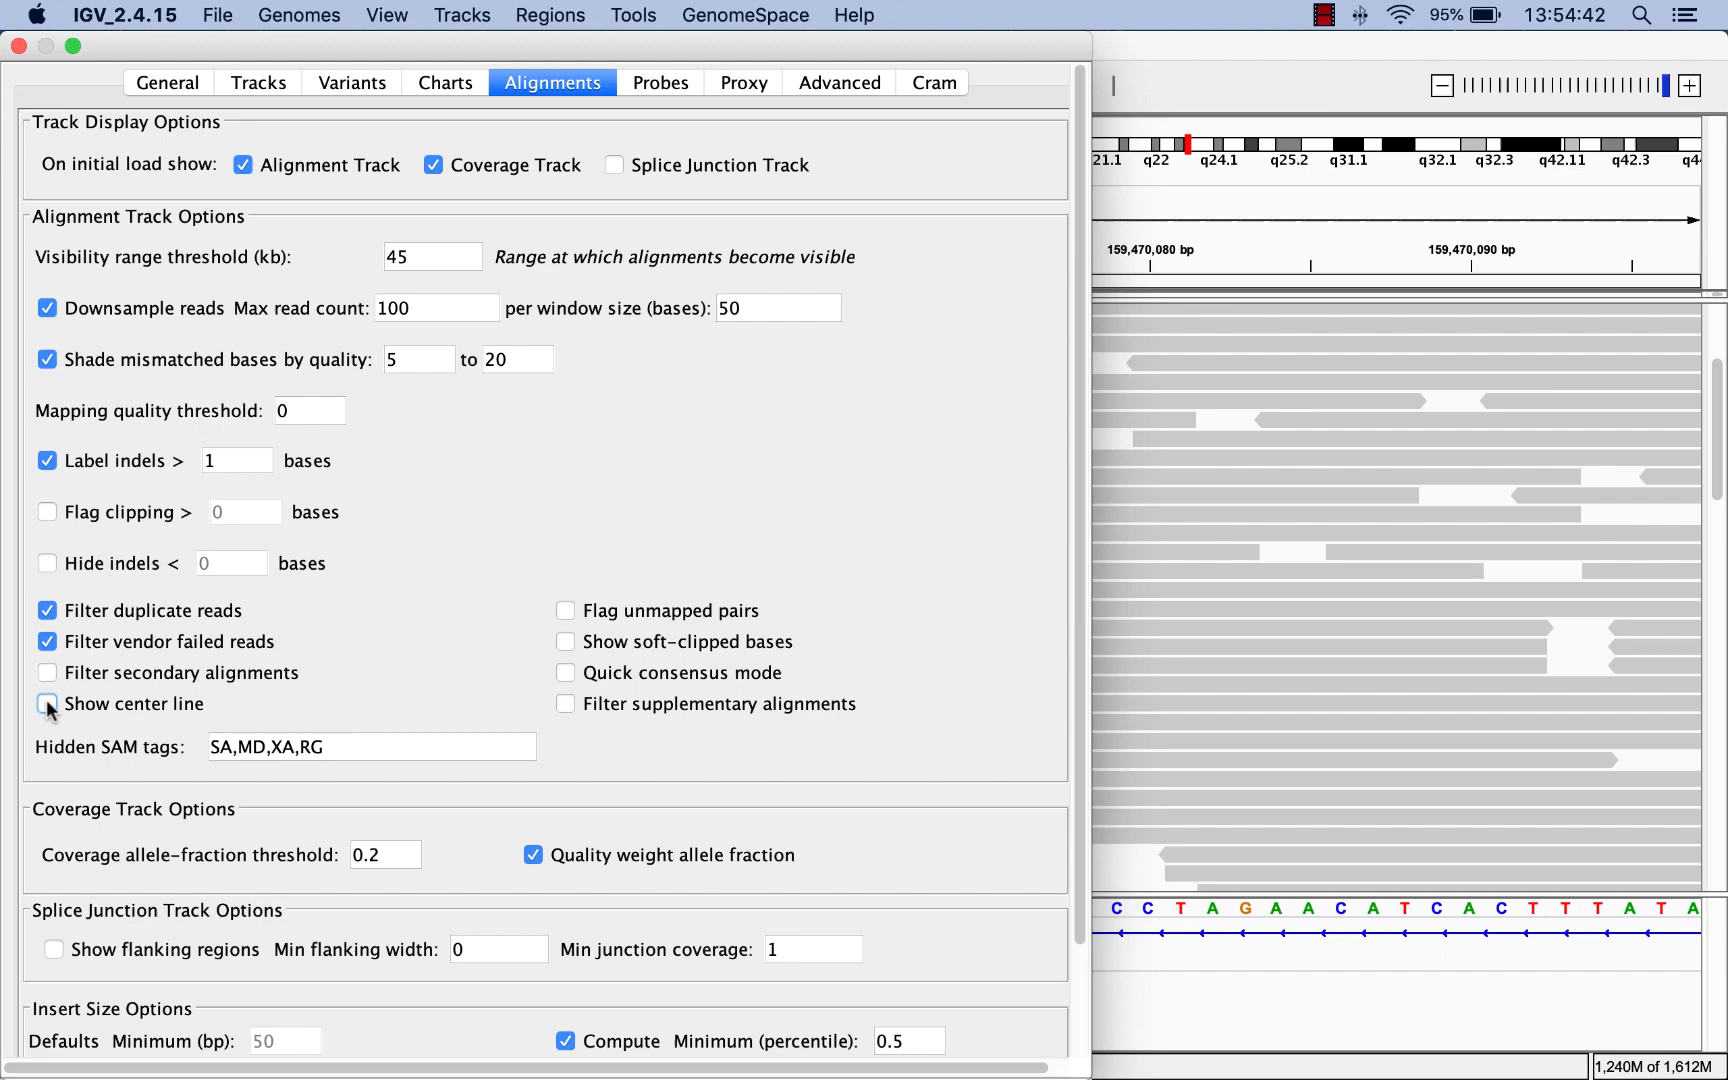 IGV_2.4.15 File Genomes View Tracks Regions Tools GenomeSpace Help 95% 13:54:42
General Tracks Variants Charts Alignments Probes Proxy Advanced Cram
Track Display Options
On initial load show: Alignment Track Coverage Track Splice Junction Track
Alignment Track Options
Visibility range threshold (kb): 45 Range at which alignments become visible
Downsample reads Max read count: 100 per window size (bases): 50
Shade mismatched bases by quality: 5 to 20
Mapping quality threshold: 0
Label indels > 1 bases
Flag clipping > 0 bases
Hide indels < 0 bases
Filter duplicate reads Flag unmapped pairs
Filter vendor failed reads Show soft-clipped bases
Filter secondary alignments Quick consensus mode
Show center line Filter supplementary alignments
Hidden SAM tags: SA,MD,XA,RG
Coverage Track Options
Coverage allele-fraction threshold: 0.2 Quality weight allele fraction
Splice Junction Track Options
Show flanking regions Min flanking width: 0 Min junction coverage: 1
Insert Size Options
Defaults Minimum (bp): 50 Compute Minimum (percentile): 0.5
21.1 q22 q24.1 q25.2 q31.1 q32.1 q32.3 q42.11 q42.3 q4
159,470,080 bp 159,470,090 bp
C C T A G A A C A T C A C T T T A T A
1,240M of 1,612M